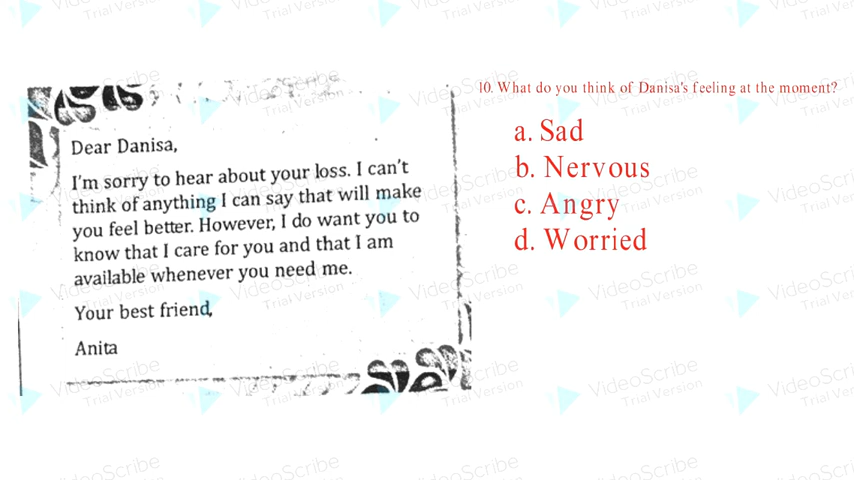 Dear Danisa,
I'm sorry to hear about your loss. I can't
think of anything I can say that will make
you feel better. However, I do want you to
know that I care for you and that I am
available whenever you need me.
Your best friend,
Anita
10. What do you think of Danisa's feeling at the moment?
a. Sad
b. Nervous
c. Angry
d. Worried
VideoScribe
Trial Version